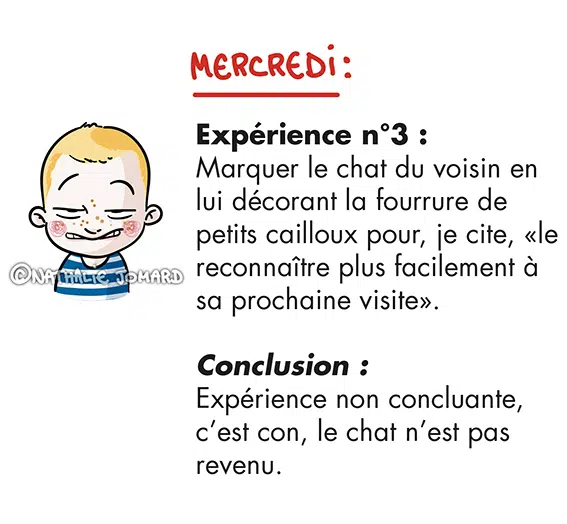 MERCREDi :
Expérience n°3 :
Marquer le chat du voisin en
lui décorant la fourrure de
petits cailloux pour, je cite, «le
reconnaître plus facilement à
sa prochaine visite».
@NATHALIE JOMARD
Conclusion :
Expérience non concluante,
c’est con, le chat n’est pas
revenu.